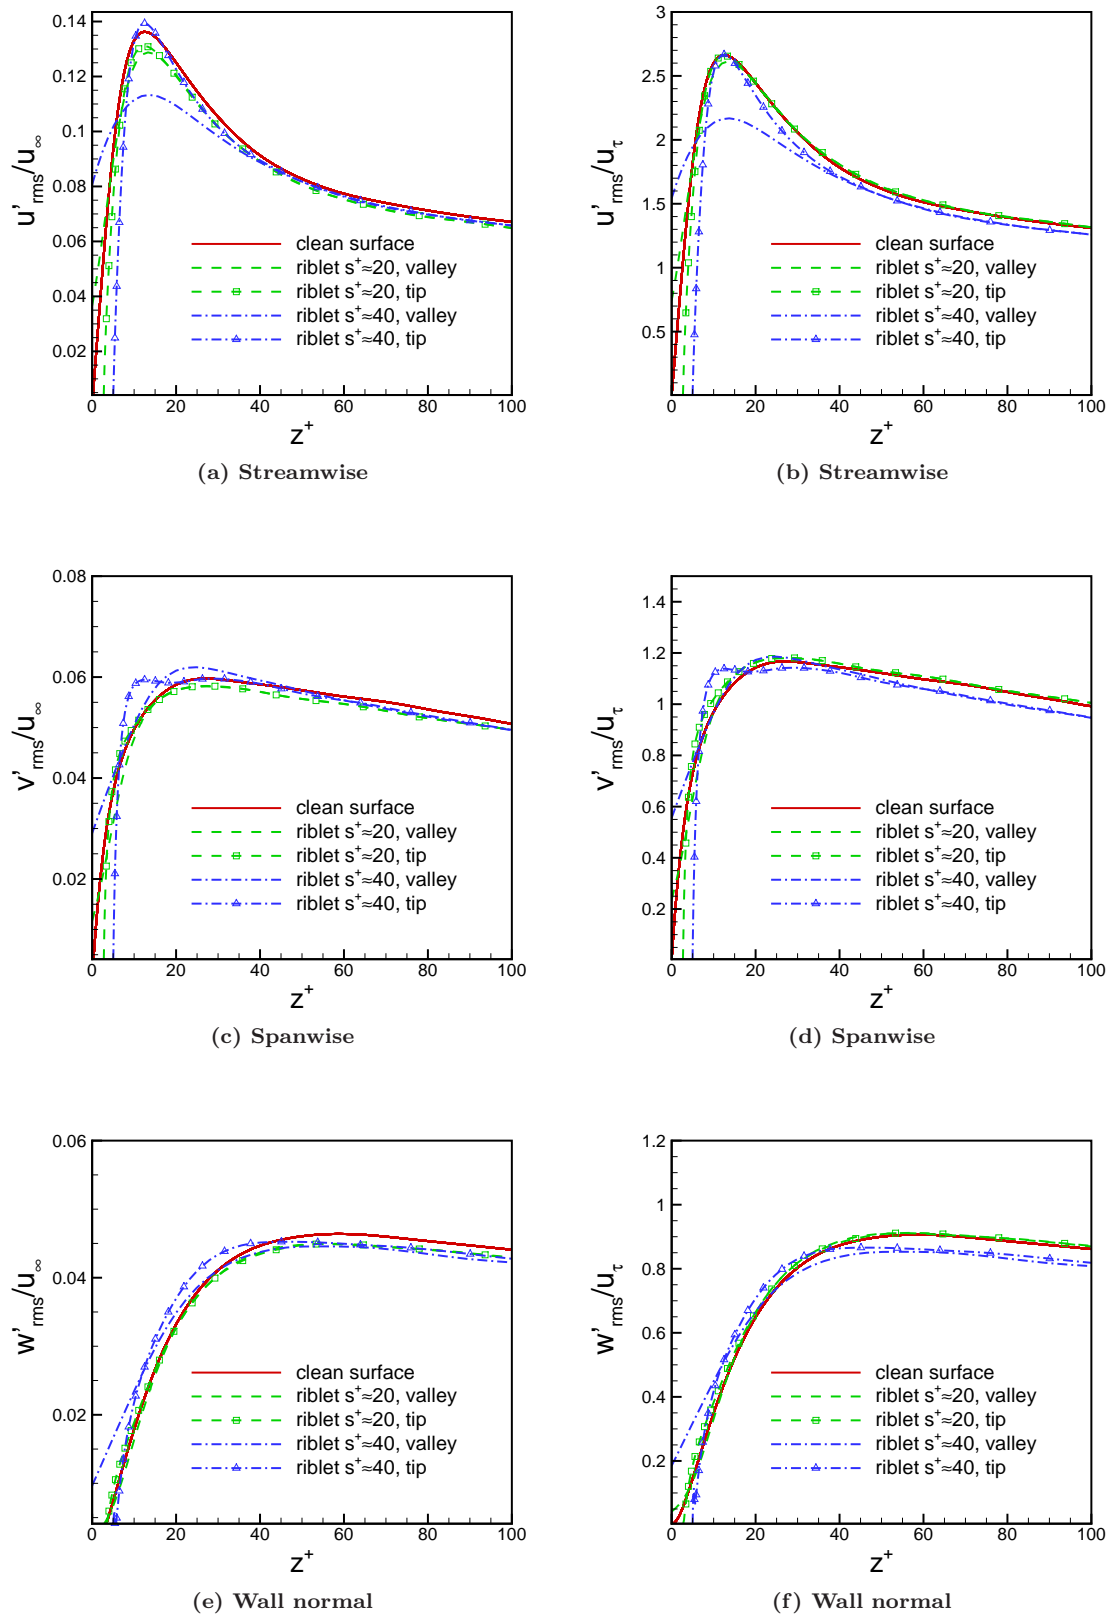 0.14
0.12
0.1
0.08
0.06
0.04
0.02
u'rms/u∞
clean surface
riblet s+≈20, valley
riblet s+≈20, tip
riblet s+≈40, valley
riblet s+≈40, tip
0 20 40 60 80 100
z+
(a) Streamwise
3
2.5
2
1.5
1
0.5
u'rms/uτ
clean surface
riblet s+≈20, valley
riblet s+≈20, tip
riblet s+≈40, valley
riblet s+≈40, tip
0 20 40 60 80 100
z+
(b) Streamwise
0.08
0.06
0.04
0.02
v'rms/u∞
clean surface
riblet s+≈20, valley
riblet s+≈20, tip
riblet s+≈40, valley
riblet s+≈40, tip
0 20 40 60 80 100
z+
(c) Spanwise
1.4
1.2
1
0.8
0.6
0.4
0.2
v'rms/uτ
clean surface
riblet s+≈20, valley
riblet s+≈20, tip
riblet s+≈40, valley
riblet s+≈40, tip
0 20 40 60 80 100
z+
(d) Spanwise
0.06
0.04
0.02
w'rms/u∞
clean surface
riblet s+≈20, valley
riblet s+≈20, tip
riblet s+≈40, valley
riblet s+≈40, tip
0 20 40 60 80 100
z+
(e) Wall normal
1.2
1
0.8
0.6
0.4
0.2
w'rms/uτ
clean surface
riblet s+≈20, valley
riblet s+≈20, tip
riblet s+≈40, valley
riblet s+≈40, tip
0 20 40 60 80 100
z+
(f) Wall normal